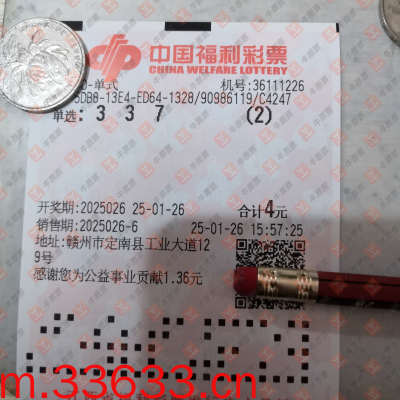 中国福利彩票
CHINA WELFARE LOTTERY
D-单式 机号:36111226
5DB8-13E4-ED64-1328/90986119/C4247
单选: 3 3 7 (2)
开奖期:2025026 25-01-26 合计4元
销售期:2025026-6 25-01-26 15:57:25
地址:赣州市定南县工业大道12
9号
感谢您为公益事业贡献1.36元
m.33633.cn